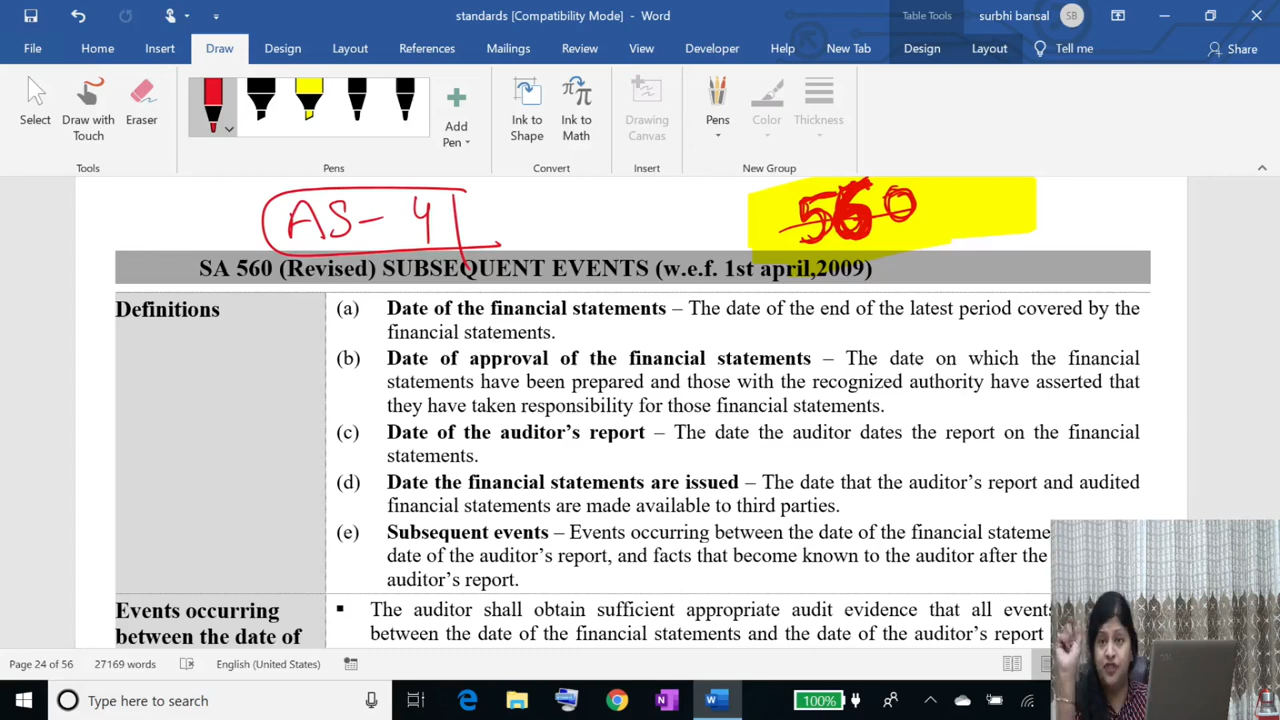 standards [Compatibility Mode] - Word
Table Tools
surbhi bansal
SB
File Home Insert Draw Design Layout References Mailings Review View Developer Help New Tab Design Layout Tell me Share
Select
Draw with Touch
Eraser
Add Pen
Ink to Shape
Ink to Math
Drawing Canvas
Pens
Color
Thickness
Tools
Pens
Convert
Insert
New Group
AS-4
560
SA 560 (Revised) SUBSEQUENT EVENTS (w.e.f. 1st april,2009)
Definitions
(a) Date of the financial statements – The date of the end of the latest period covered by the
financial statements.
(b) Date of approval of the financial statements – The date on which the financial
statements have been prepared and those with the recognized authority have asserted that
they have taken responsibility for those financial statements.
(c) Date of the auditor's report – The date the auditor dates the report on the financial
statements.
(d) Date the financial statements are issued – The date that the auditor's report and audited
financial statements are made available to third parties.
(e) Subsequent events – Events occurring between the date of the financial stateme
date of the auditor's report, and facts that become known to the auditor after the
auditor's report.
Events occurring
between the date of
▪ The auditor shall obtain sufficient appropriate audit evidence that all events
between the date of the financial statements and the date of the auditor's report
Page 24 of 56
27169 words
English (United States)
Type here to search
100%